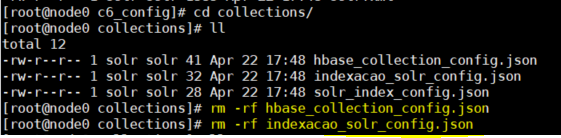 [root@node0 c6_config]# cd collections/
[root@node0 collections]# ll
total 12
-rw-r--r-- 1 solr solr 41 Apr 22 17:48 hbase_collection_config.json
-rw-r--r-- 1 solr solr 32 Apr 22 17:48 indexacao_solr_config.json
-rw-r--r-- 1 solr solr 28 Apr 22 17:48 solr_index_config.json
[root@node0 collections]# rm -rf hbase_collection_config.json
[root@node0 collections]# rm -rf indexacao_solr_config.json